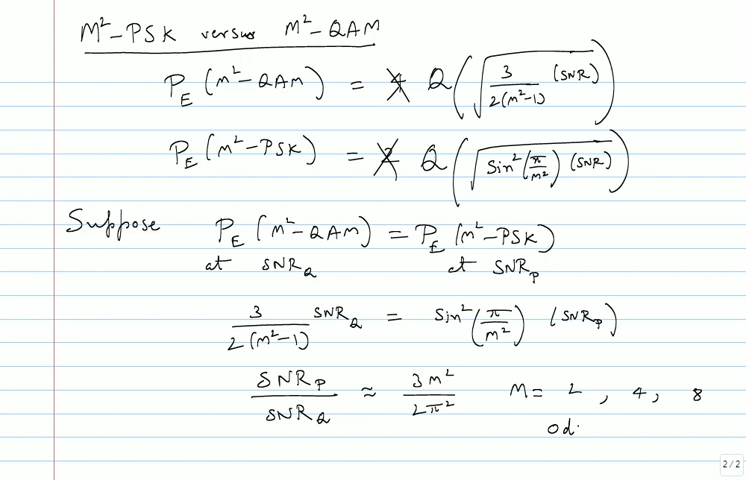 M²-PSK versus M²-QAM
P_E (M²-QAM) = 4 Q(√(3/(2(M²-1)) (SNR)))
P_E (M²-PSK) = 2 Q(√(Sin²(π/M²) (SNR)))
Suppose P_E (M²-QAM) = P_E (M²-PSK)
at SNR_Q at SNR_P
3/(2(M²-1)) SNR_Q = Sin²(π/M²) (SNR_P)
SNR_P/SNR_Q ≈ 3M²/2π² M = 2, 4, 8
0d.
2/2